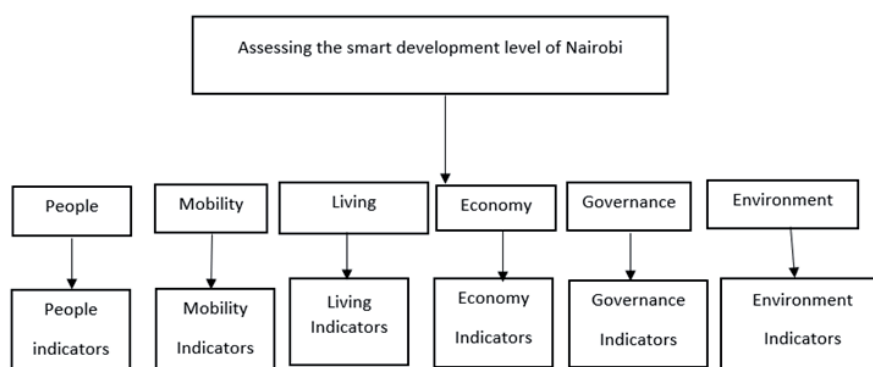 Assessing the smart development level of Nairobi
People
Mobility
Living
Economy
Governance
Environment
People
indicators
Mobility
Indicators
Living
Indicators
Economy
Indicators
Governance
Indicators
Environment
Indicators